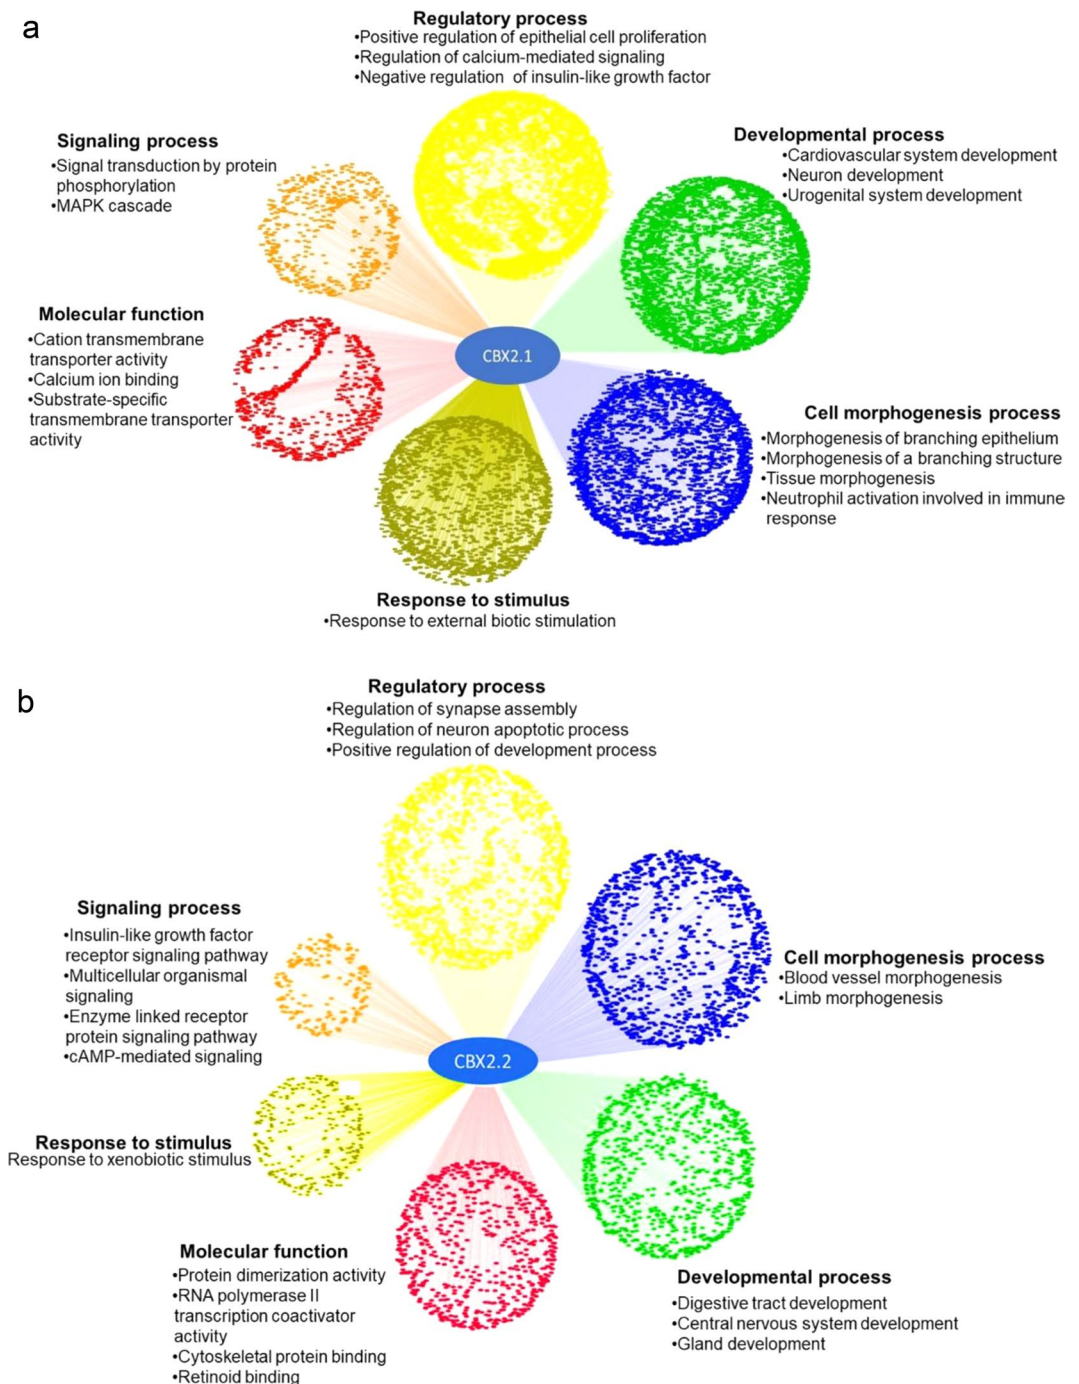 a
Regulatory process
•Positive regulation of epithelial cell proliferation
•Regulation of calcium-mediated signaling
•Negative regulation of insulin-like growth factor
Signaling process
•Signal transduction by protein
phosphorylation
•MAPK cascade
Developmental process
•Cardiovascular system development
•Neuron development
•Urogenital system development
Molecular function
•Cation transmembrane
transporter activity
•Calcium ion binding
•Substrate-specific
transmembrane transporter
activity
CBX2.1
Cell morphogenesis process
•Morphogenesis of branching epithelium
•Morphogenesis of a branching structure
•Tissue morphogenesis
•Neutrophil activation involved in immune
response
Response to stimulus
•Response to external biotic stimulation
b
Regulatory process
•Regulation of synapse assembly
•Regulation of neuron apoptotic process
•Positive regulation of development process
Signaling process
•Insulin-like growth factor
receptor signaling pathway
•Multicellular organismal
signaling
•Enzyme linked receptor
protein signaling pathway
•cAMP-mediated signaling
Cell morphogenesis process
•Blood vessel morphogenesis
•Limb morphogenesis
CBX2.2
Response to stimulus
Response to xenobiotic stimulus
Molecular function
•Protein dimerization activity
•RNA polymerase II
transcription coactivator
activity
•Cytoskeletal protein binding
•Retinoid binding
Developmental process
•Digestive tract development
•Central nervous system development
•Gland development